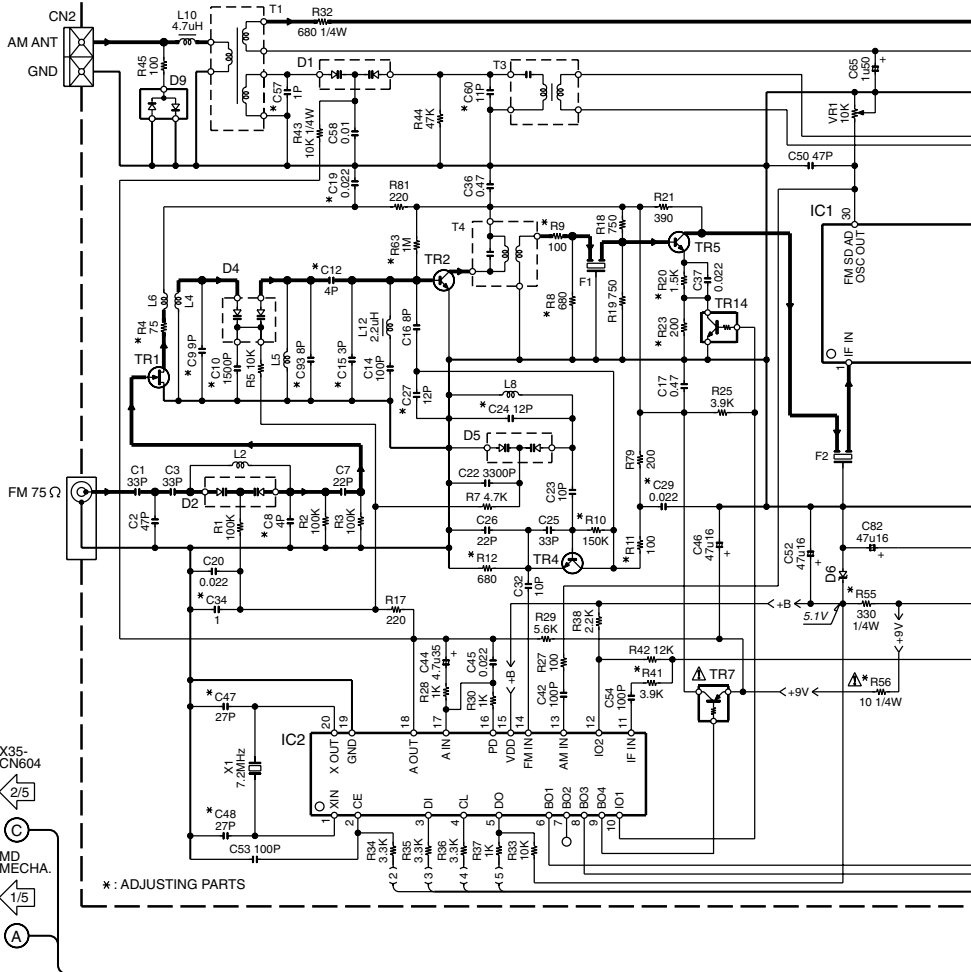 CN2
AM ANT
GND
L10
4.7uH
T1
R32
680 1/4W
R45
100
D9
* C57
1P
D1
R43
10K 1/4W
C58
0.01
R44
47K
* C60
11P
T3
C65
1u50
+
VR1
10K
C50 47P
* C19
0.022
R81
220
C36
0.47
R21
390
IC1
30
FM SD AD
OSC OUT
IF IN
1
* R63
1M
T4
* R9
100
R18
750
F1
TR5
TR2
* R8
680
R19 750
* R20
1.5K
C37
0.022
TR14
* R23
200
L6
L4
* R4
75
TR1
* C9 9P
D4
* C10
1500P
R5 10K
L5
* C12
4P
* C93 8P
* C15 3P
L12
2.2uH
C14
100P
C16 8P
* C27
12P
L8
* C24 12P
C17
0.47
R25
3.9K
F2
D5
C22 3300P
R7 4.7K
C23
10P
R79
200
* C29
0.022
FM 75 Ω
C1
33P
C3
33P
C2
47P
L2
D2
R1
100K
* C8
4P
R2
100K
R3
100K
C7
22P
C26
22P
C25
33P
* R10
150K
* R12
680
TR4
* R11
100
C46
47u16
+
C52
47u16
+
C82
47u16
+
D6
C20
0.022
* C34
1
R17
220
C32
10P
+B
5.1V
* R55
330
1/4W
+9V
R29
5.6K
R38
2.2K
C44
4.7u35
+
R28
1K
C45
0.022
R30
1K
+B
R27
100
C42
100P
C54
100P
R42 12K
* R41
3.9K
TR7
+9V
* R56
10 1/4W
* C47
27P
X1
7.2MHz
* C48
27P
C53 100P
IC2
20
19
18
17
16
15
14
13
12
11
X OUT
GND
A OUT
A IN
PD
VDD
FM IN
AM IN
IO2
IF IN
XIN
CE
DI
CL
DO
BO1
BO2
BO3
BO4
IO1
1
2
3
4
5
6
7
8
9
10
R34
3.3K
R35
3.3K
R36
3.3K
R37
1K
R33
10K
2
3
4
5
X35-
CN604
2/5
C
MD
MECHA.
1/5
A
* : ADJUSTING PARTS